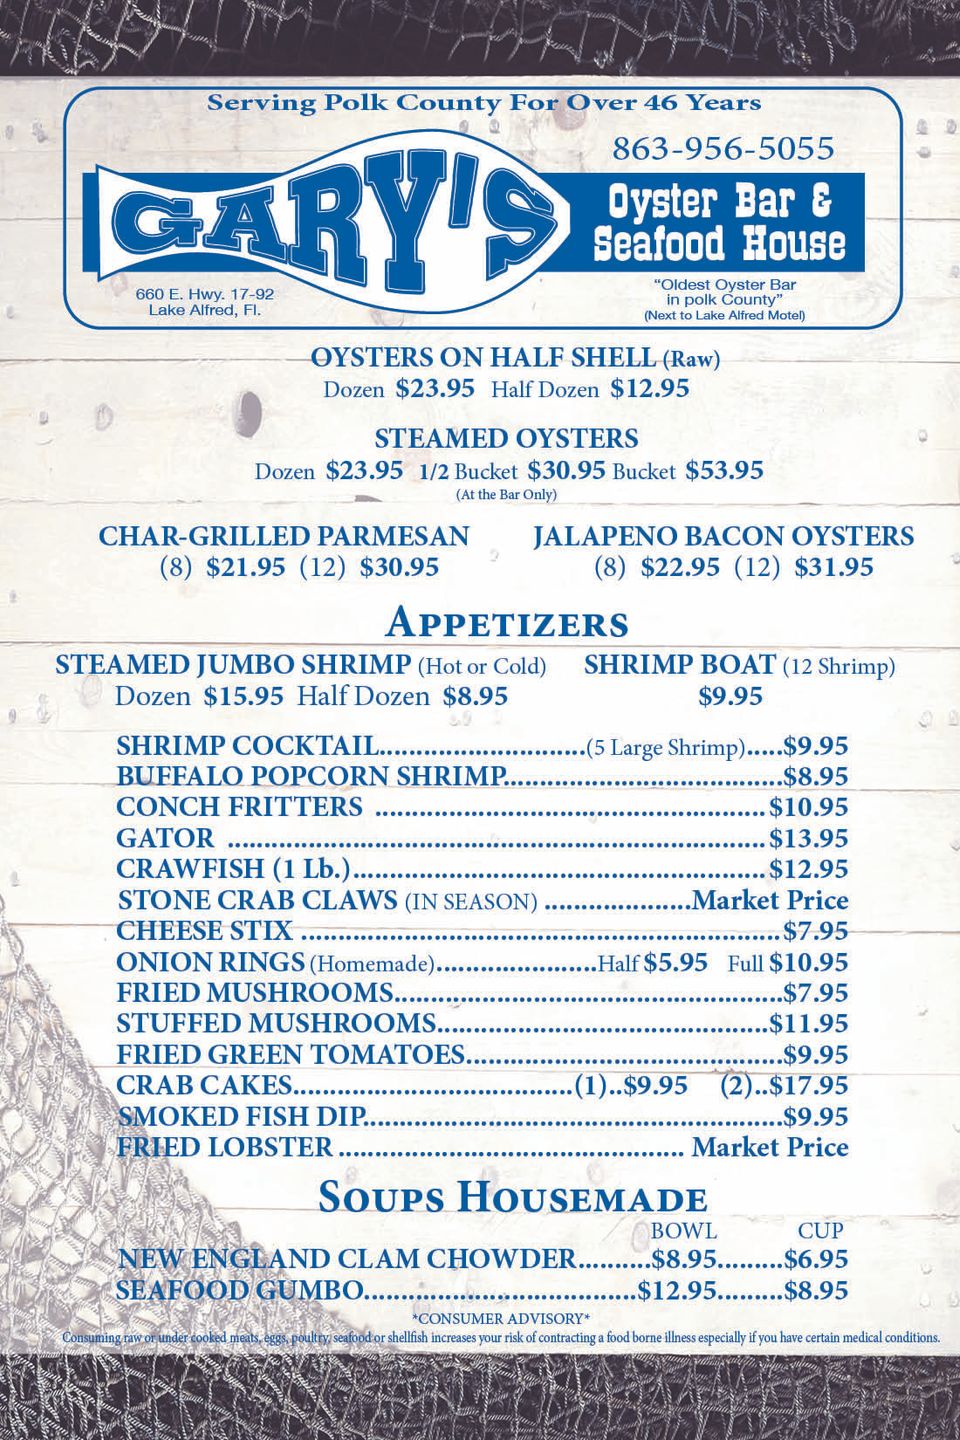 Serving Polk County For Over 46 Years
863-956-5055
GARY'S
Oyster Bar &
Seafood House
660 E. Hwy. 17-92
Lake Alfred, Fl.
“Oldest Oyster Bar
in polk County”
(Next to Lake Alfred Motel)
OYSTERS ON HALF SHELL (Raw)
Dozen $23.95 Half Dozen $12.95
STEAMED OYSTERS
Dozen $23.95 1/2 Bucket $30.95 Bucket $53.95
(At the Bar Only)
CHAR-GRILLED PARMESAN
(8) $21.95 (12) $30.95
JALAPENO BACON OYSTERS
(8) $22.95 (12) $31.95
APPETIZERS
STEAMED JUMBO SHRIMP (Hot or Cold)
Dozen $15.95 Half Dozen $8.95
SHRIMP BOAT (12 Shrimp)
$9.95
SHRIMP COCKTAIL............................(5 Large Shrimp).....$9.95
BUFFALO POPCORN SHRIMP......................................$8.95
CONCH FRITTERS .....................................................$10.95
GATOR .........................................................................$13.95
CRAWFISH (1 Lb.)........................................................$12.95
STONE CRAB CLAWS (IN SEASON) ....................Market Price
CHEESE STIX .................................................................$7.95
ONION RINGS (Homemade)......................Half $5.95 Full $10.95
FRIED MUSHROOMS.....................................................$7.95
STUFFED MUSHROOMS.............................................$11.95
FRIED GREEN TOMATOES...........................................$9.95
CRAB CAKES......................................(1)..$9.95 (2)..$17.95
SMOKED FISH DIP.........................................................$9.95
FRIED LOBSTER ............................................... Market Price
SOUPS HOUSEMADE
BOWL CUP
NEW ENGLAND CLAM CHOWDER..........$8.95.........$6.95
SEAFOOD GUMBO.....................................$12.95.........$8.95
*CONSUMER ADVISORY*
Consuming raw or under cooked meats, eggs, poultry, seafood or shellfish increases your risk of contracting a food borne illness especially if you have certain medical conditions.